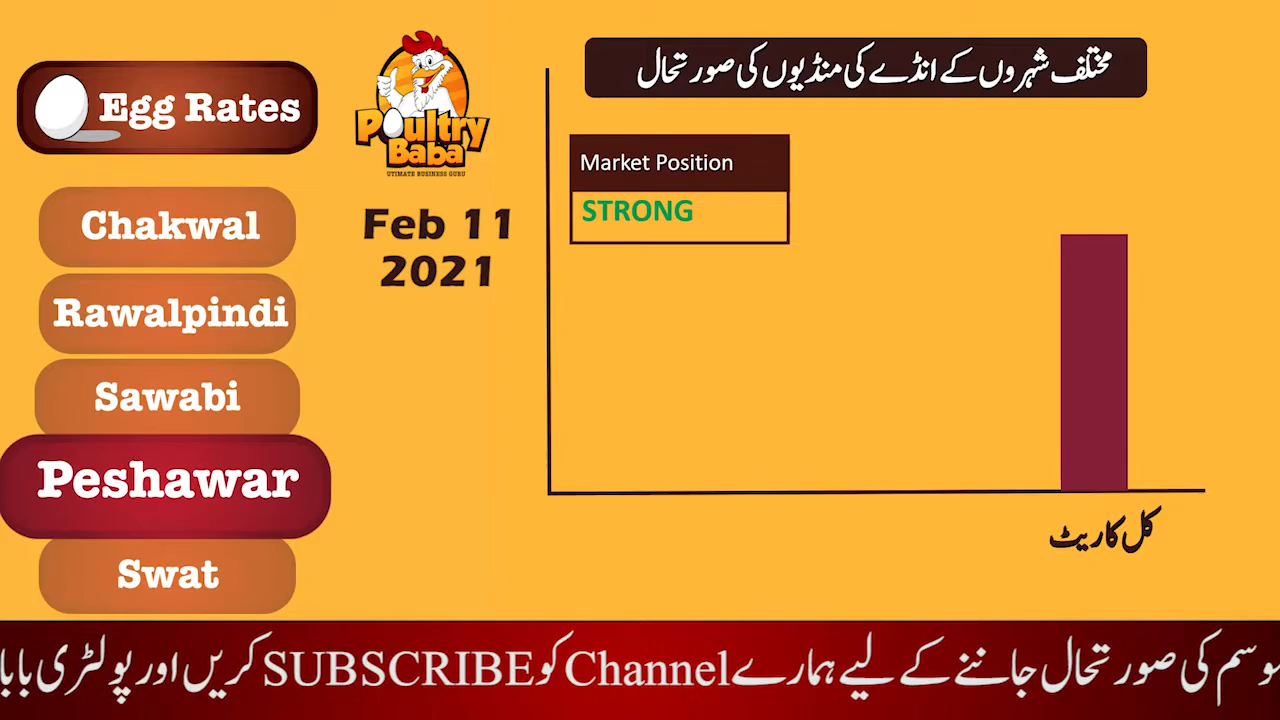 Egg Rates
Chakwal
Rawalpindi
Sawabi
Peshawar
Swat
Poultry
Baba
UTIMATE BUSINESS GURU
Feb 11
2021
مختلف شہروں کے انڈے کی منڈیوں کی صورتحال
Market Position
STRONG
کل کا ریٹ
موسم کی صورتحال جاننے کے لیے ہمارے Channel کو SUBSCRIBE کریں اور پولٹری بابا